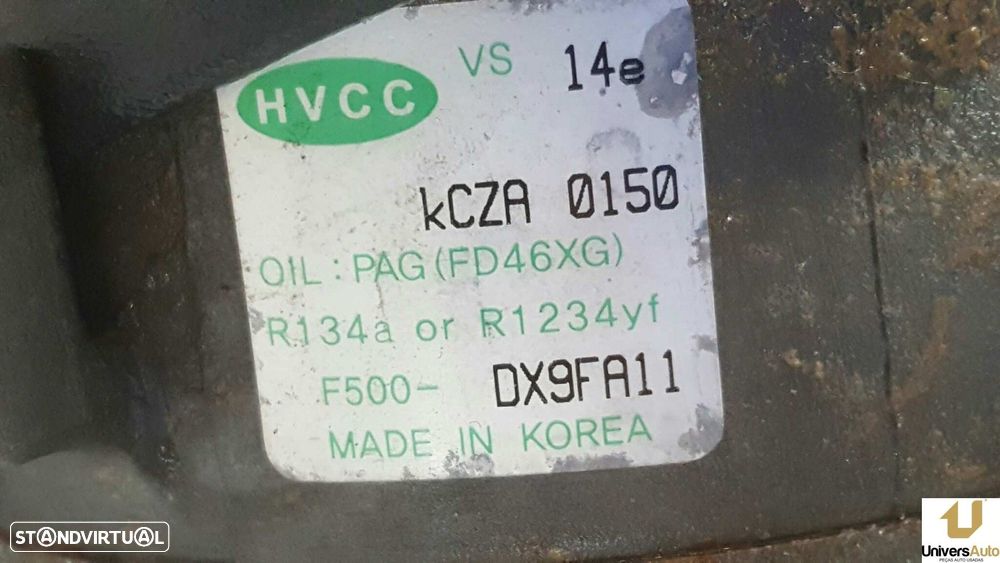 HVCC VS 14e
kCZA 0150
OIL : PAG (FD46XG)
R134a or R1234yf
F500- DX9FA11
MADE IN KOREA
STANDVIRTUAL
UniversAuto
PEÇAS AUTO USADAS